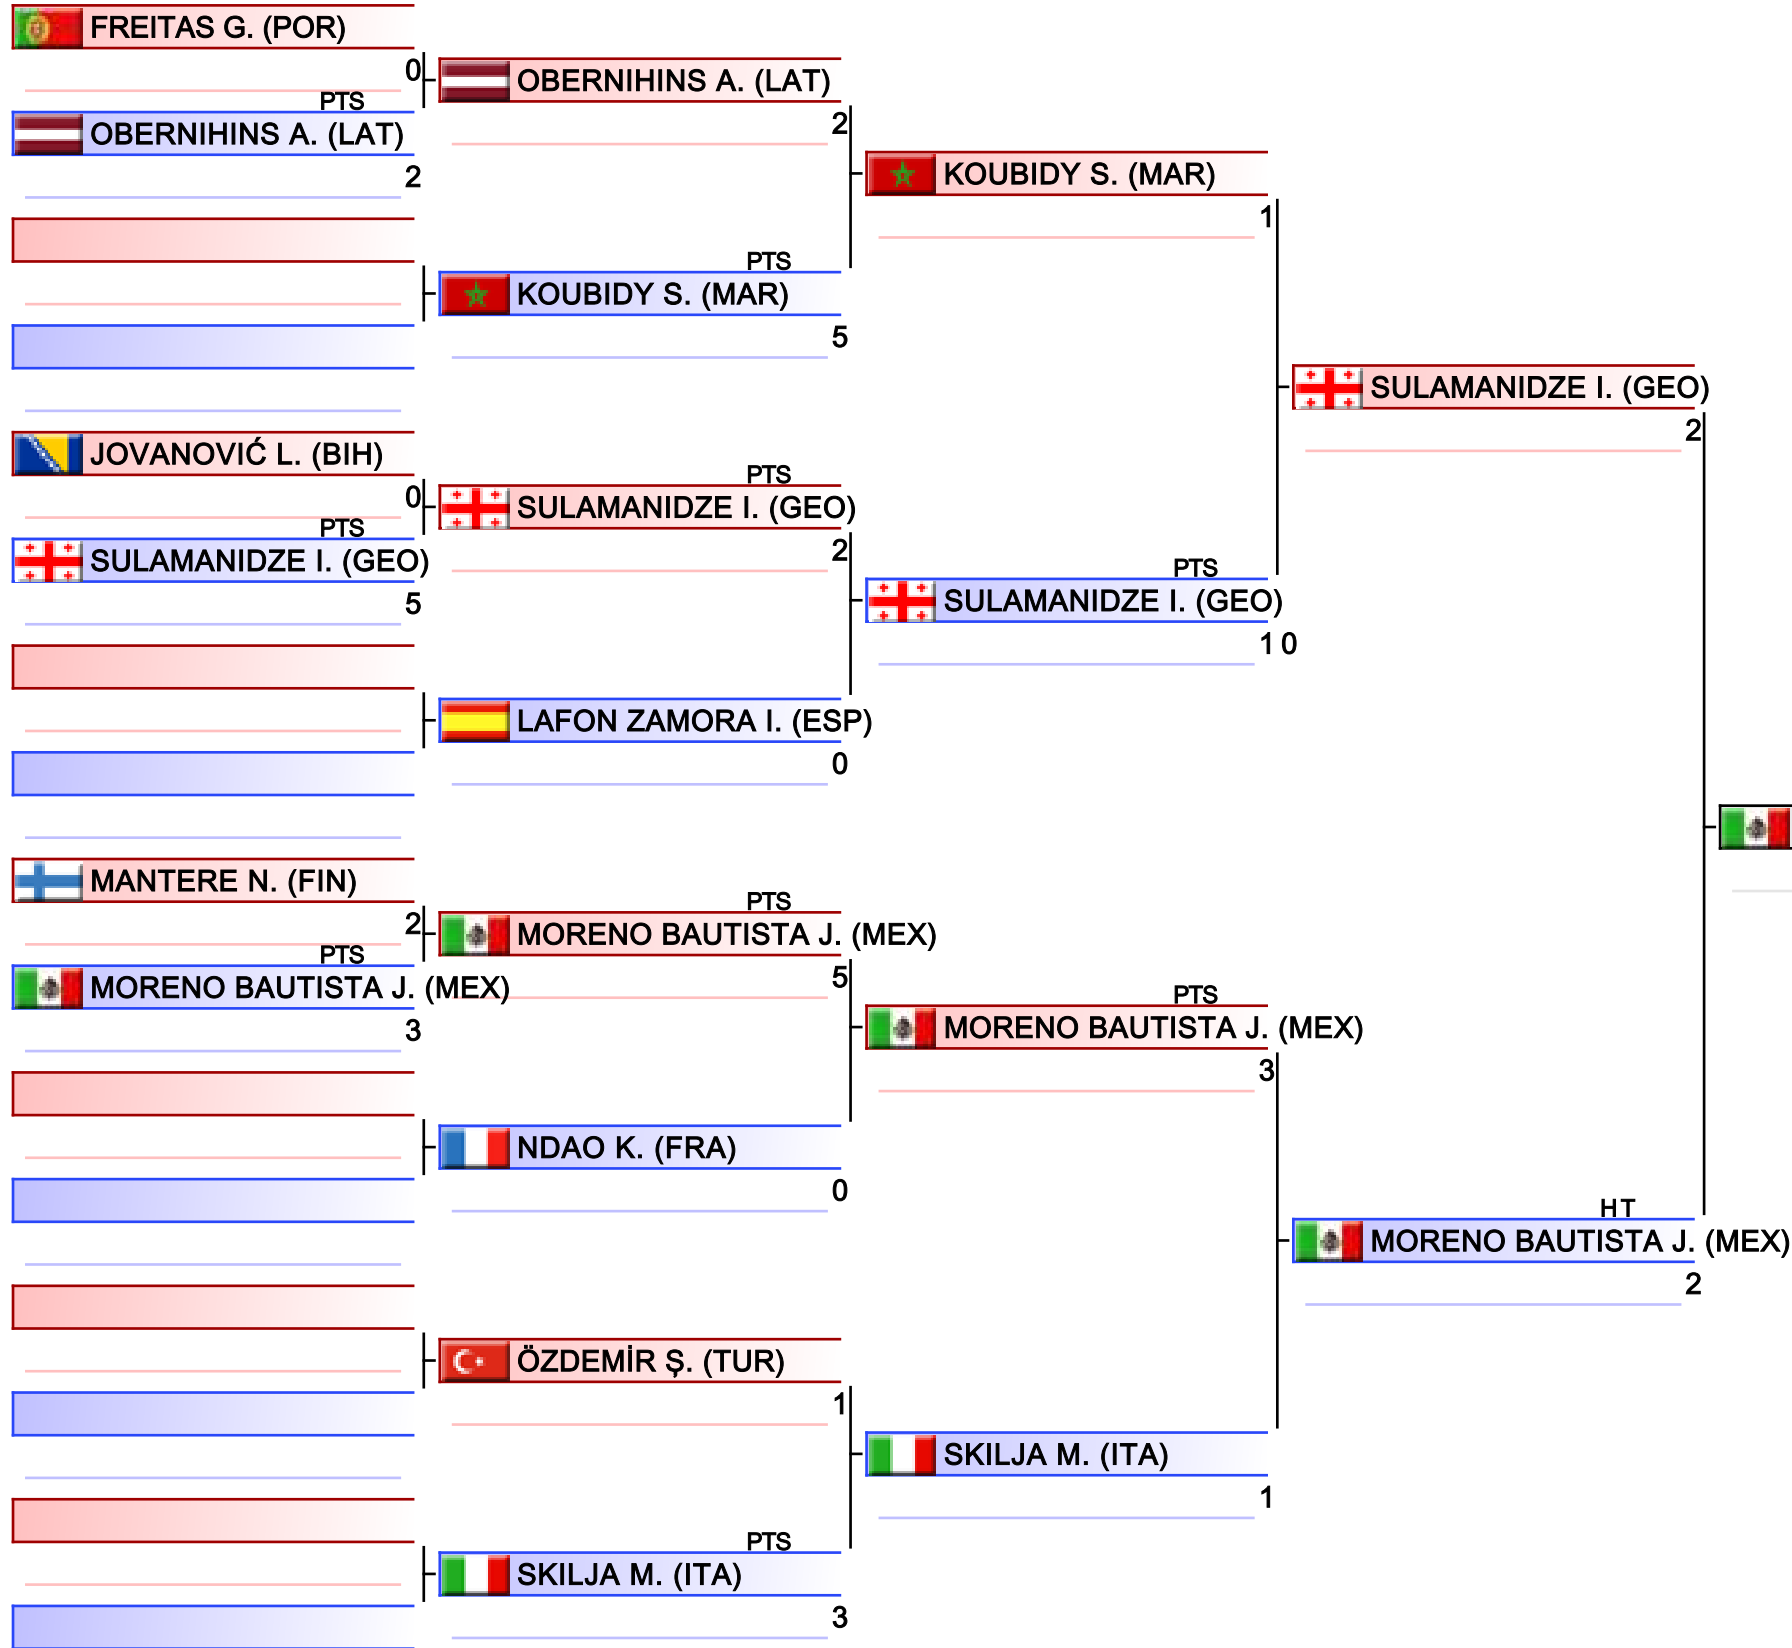 FREITAS G. (POR)
0
PTS
OBERNIHINS A. (LAT)
2
JOVANOVIĆ L. (BIH)
0
PTS
SULAMANIDZE I. (GEO)
5
MANTERE N. (FIN)
2
PTS
MORENO BAUTISTA J. (MEX)
3
OBERNIHINS A. (LAT)
2
PTS
KOUBIDY S. (MAR)
5
PTS
SULAMANIDZE I. (GEO)
2
LAFON ZAMORA I. (ESP)
0
PTS
MORENO BAUTISTA J. (MEX)
5
NDAO K. (FRA)
0
ÖZDEMİR Ş. (TUR)
1
PTS
SKILJA M. (ITA)
3
KOUBIDY S. (MAR)
1
PTS
SULAMANIDZE I. (GEO)
10
PTS
MORENO BAUTISTA J. (MEX)
3
SKILJA M. (ITA)
1
SULAMANIDZE I. (GEO)
2
HT
MORENO BAUTISTA J. (MEX)
2